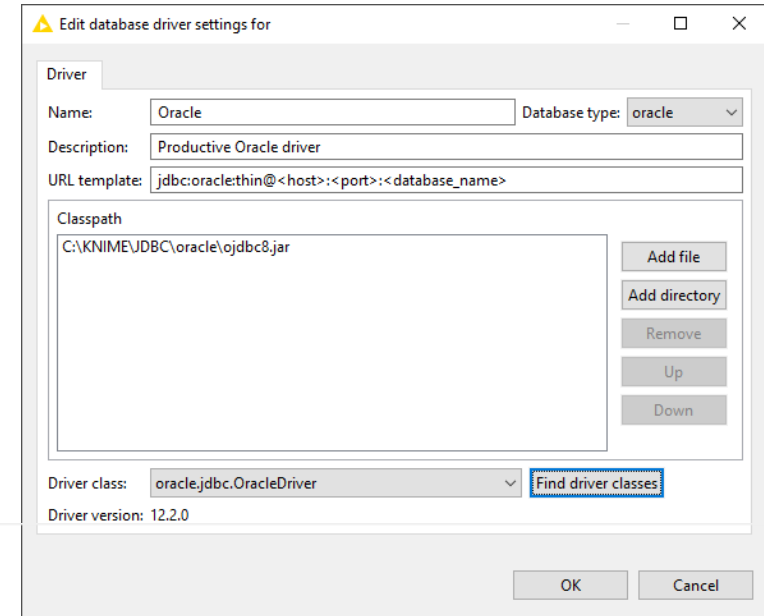 Edit database driver settings for
Driver
Name: Oracle Database type: oracle
Description: Productive Oracle driver
URL template: jdbc:oracle:thin@<host>:<port>:<database_name>
Classpath
C:\KNIME\JDBC\oracle\ojdbc8.jar
Add file
Add directory
Remove
Up
Down
Driver class: oracle.jdbc.OracleDriver Find driver classes
Driver version: 12.2.0
OK Cancel